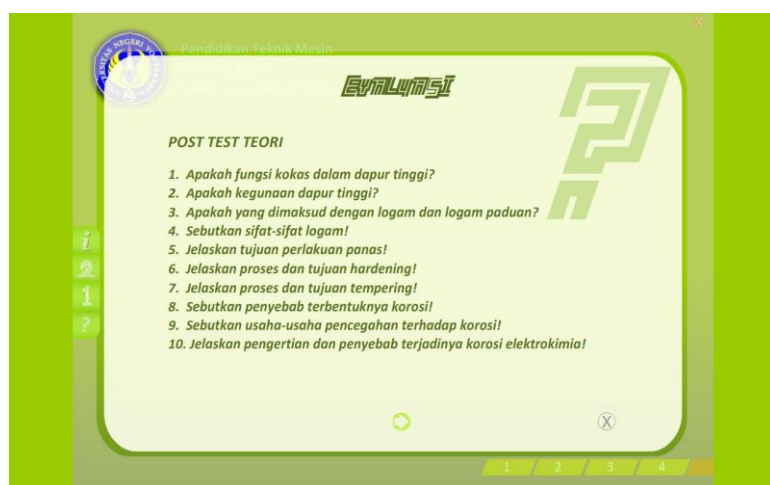 X
Pendidikan Teknik Mesin
EVALUASI
POST TEST TEORI
1. Apakah fungsi kokas dalam dapur tinggi?
2. Apakah kegunaan dapur tinggi?
3. Apakah yang dimaksud dengan logam dan logam paduan?
4. Sebutkan sifat-sifat logam!
5. Jelaskan tujuan perlakuan panas!
6. Jelaskan proses dan tujuan hardening!
7. Jelaskan proses dan tujuan tempering!
8. Sebutkan penyebab terbentuknya korosi!
9. Sebutkan usaha-usaha pencegahan terhadap korosi!
10. Jelaskan pengertian dan penyebab terjadinya korosi elektrokimia!
?
i
1
?
X
1 2 3 4